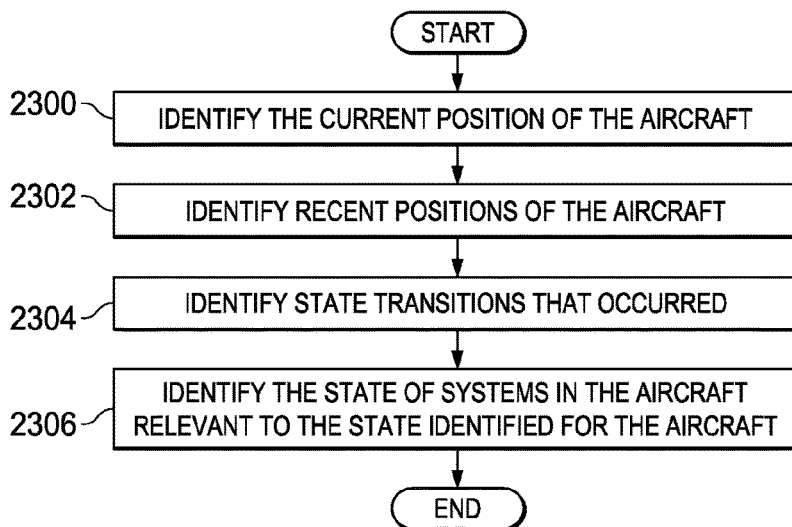 START
2300
IDENTIFY THE CURRENT POSITION OF THE AIRCRAFT
2302
IDENTIFY RECENT POSITIONS OF THE AIRCRAFT
2304
IDENTIFY STATE TRANSITIONS THAT OCCURRED
2306
IDENTIFY THE STATE OF SYSTEMS IN THE AIRCRAFT
RELEVANT TO THE STATE IDENTIFIED FOR THE AIRCRAFT
END